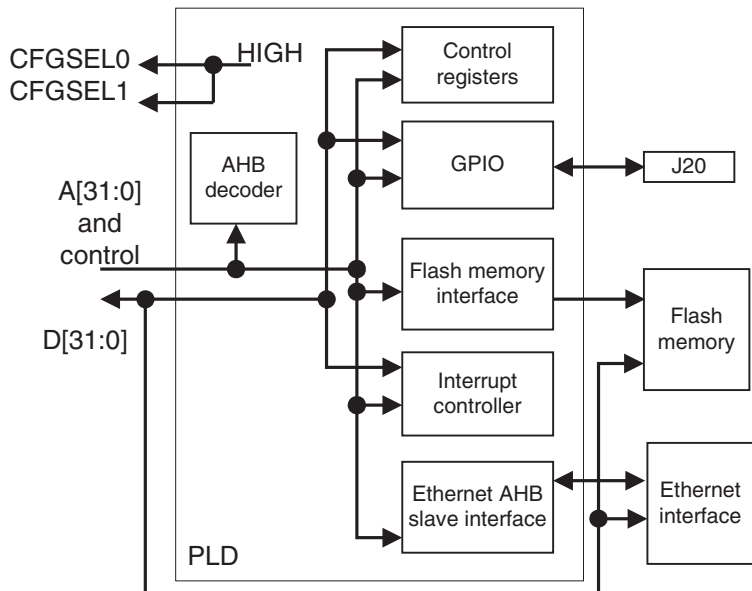 CFGSEL0
CFGSEL1
HIGH
Control
registers
AHB
decoder
GPIO
J20
A[31:0]
and
control
Flash memory
interface
Flash
memory
D[31:0]
Interrupt
controller
Ethernet AHB
slave interface
Ethernet
interface
PLD